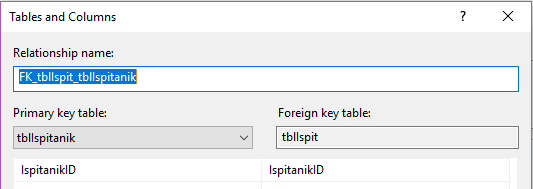 Tables and Columns
Relationship name:
FK_tblIspit_tblIspitanik
Primary key table:
Foreign key table:
tblIspitanik
tblIspit
IspitanikID
IspitanikID